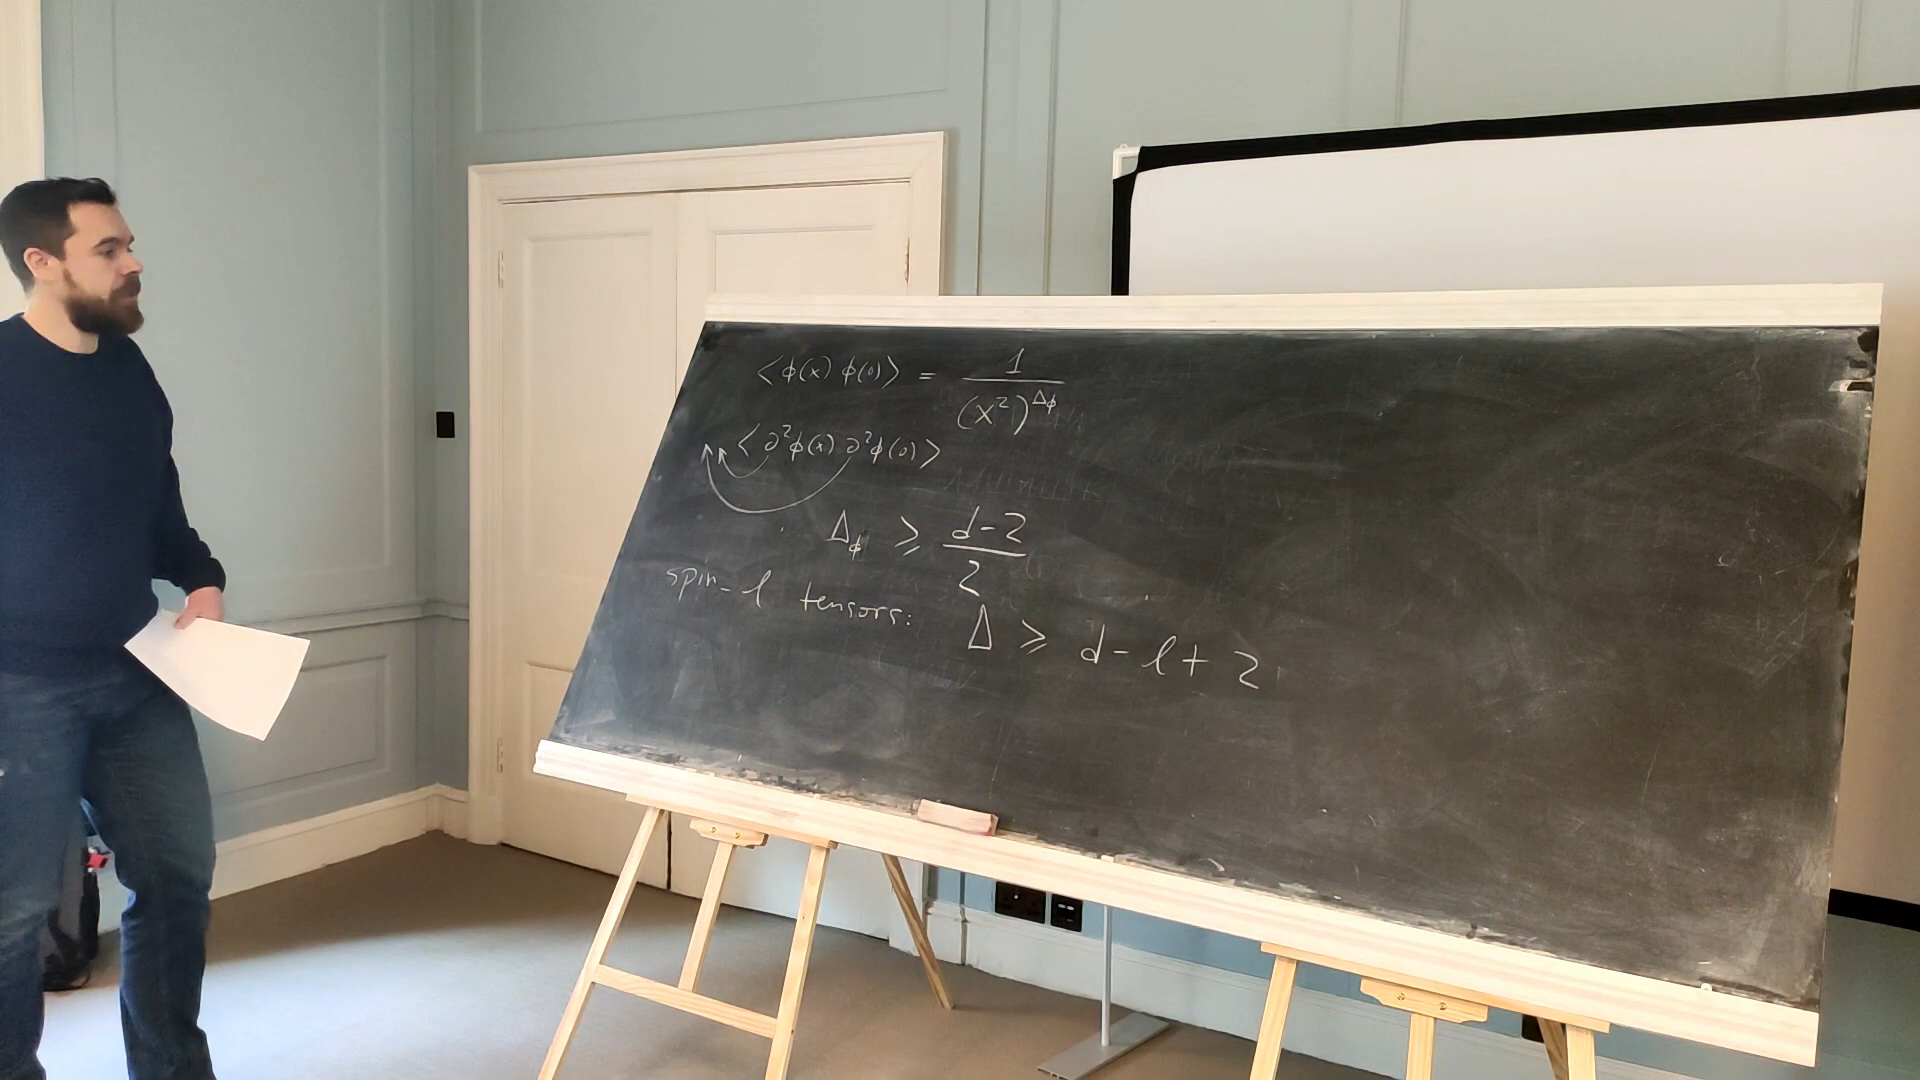 <ϕ(x) ϕ(0)> = 1/(x²)^Δϕ
<∂²ϕ(x) ∂²ϕ(0)>
Δϕ ⩾ (d-2)/2
spin-ℓ tensors: Δ ⩾ d-ℓ+2